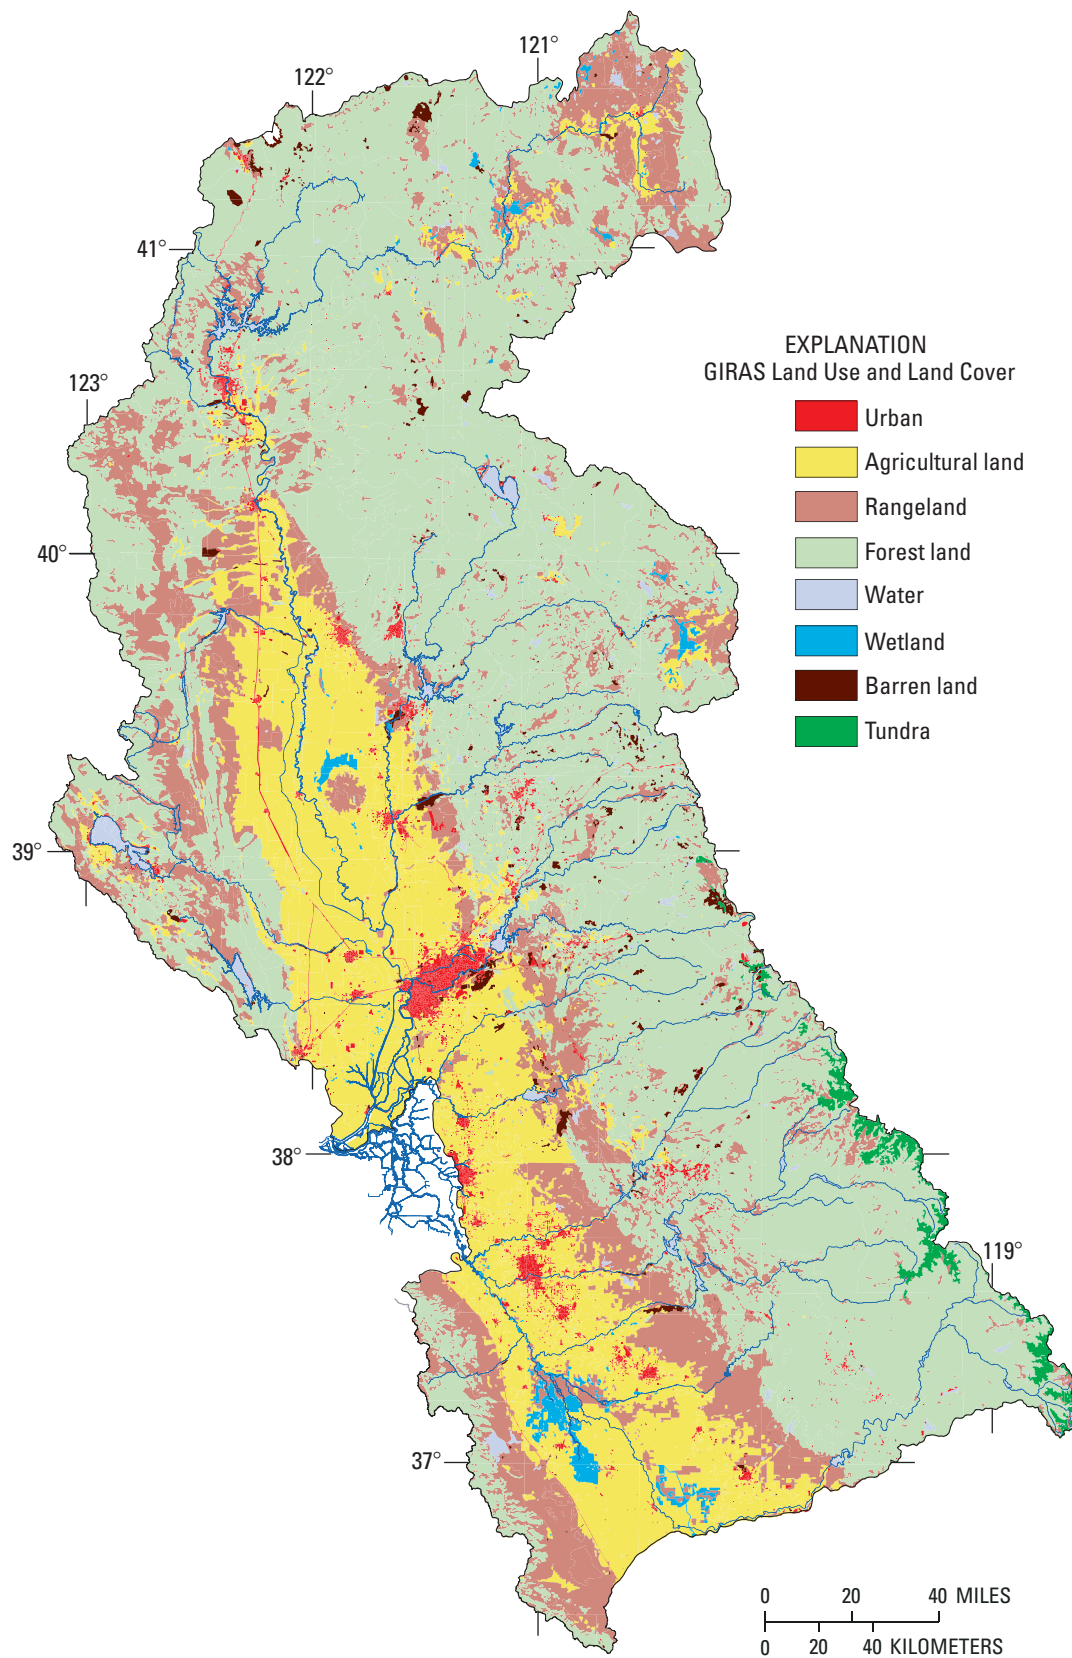 121°
122°
41°
123°
40°
39°
38°
119°
37°
EXPLANATION
GIRAS Land Use and Land Cover
Urban
Agricultural land
Rangeland
Forest land
Water
Wetland
Barren land
Tundra
0 20 40 MILES
0 20 40 KILOMETERS